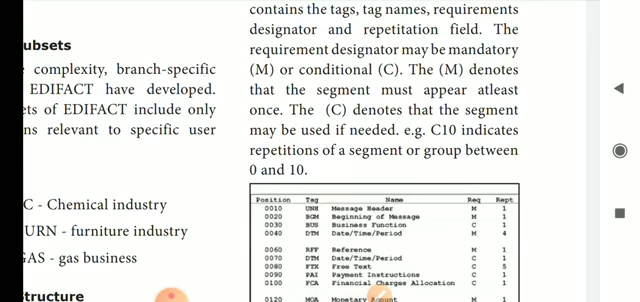 ubsets
complexity, branch-specific
EDIFACT have developed.
ets of EDIFACT include only
ns relevant to specific user
C - Chemical industry
URN - furniture industry
GAS - gas business
tructure
contains the tags, tag names, requirements
designator and repetitation field. The
requirement designator may be mandatory
(M) or conditional (C). The (M) denotes
that the segment must appear atleast
once. The (C) denotes that the segment
may be used if needed. e.g. C10 indicates
repetitions of a segment or group between
0 and 10.
Position Tag Name Req Rept
0010 UNH Message Header M 1
0020 BGM Beginning of Message M 1
0030 BUS Business Function C 1
0040 DTM Date/Time/Period M 4
0060 RFF Reference M 1
0070 DTM Date/Time/Period C 1
0080 FTX Free Text C 5
0090 PAI Payment Instructions C 1
0100 FCA Financial Charges Allocation C 1
0120 MOA Monetary Amount M 1